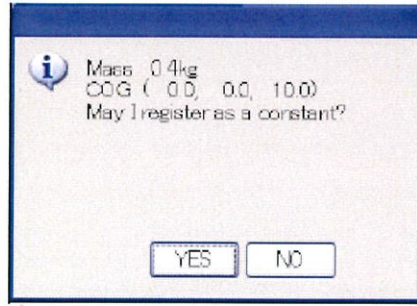 Mass 0.4kg
COG ( 0.0, 0.0, 10.0)
May I register as a constant?
YES
NO